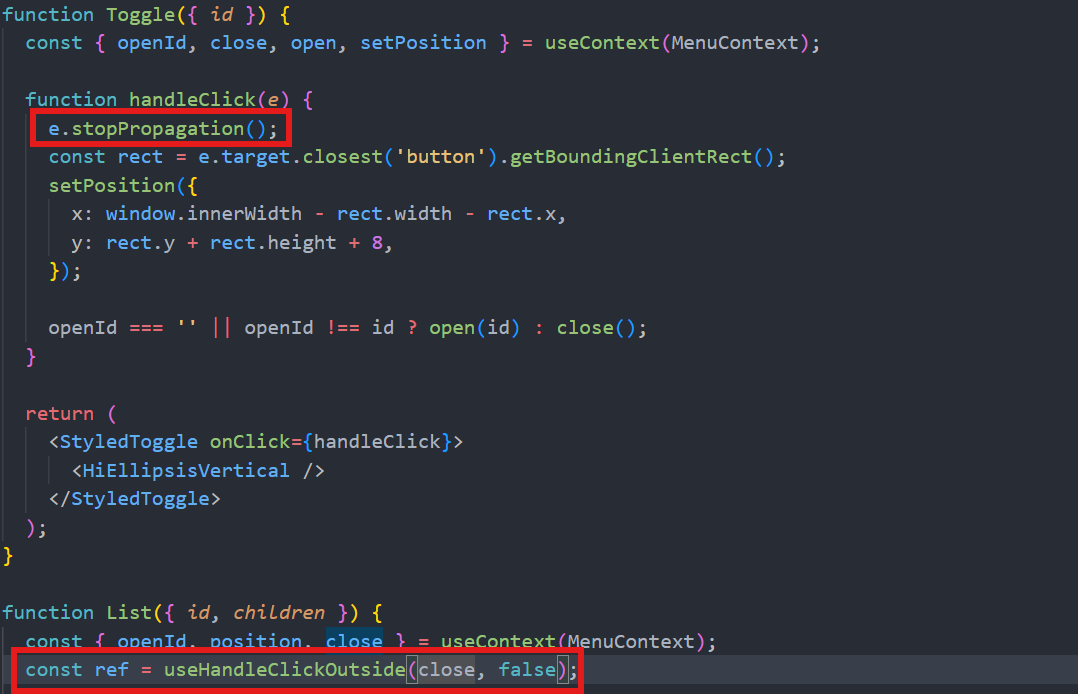 function Toggle({ id }) {
  const { openId, close, open, setPosition } = useContext(MenuContext);

  function handleClick(e) {
    e.stopPropagation();
    const rect = e.target.closest('button').getBoundingClientRect();
    setPosition({
      x: window.innerWidth - rect.width - rect.x,
      y: rect.y + rect.height + 8,
    });

    openId === '' || openId !== id ? open(id) : close();
  }

  return (
    <StyledToggle onClick={handleClick}>
      <HiEllipsisVertical />
    </StyledToggle>
  );
}

function List({ id, children }) {
  const { openId, position, close } = useContext(MenuContext);
  const ref = useHandleClickOutside(close, false);